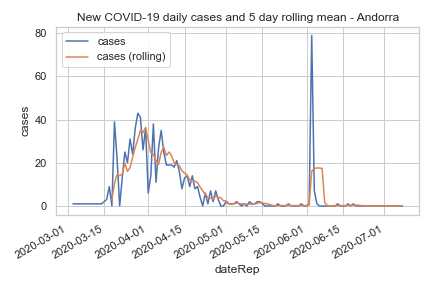 New COVID-19 daily cases and 5 day rolling mean - Andorra
cases
cases (rolling)
80
60
40
20
0
cases
2020-03-01
2020-03-15
2020-04-01
2020-04-15
2020-05-01
2020-05-15
2020-06-01
2020-06-15
2020-07-01
dateRep